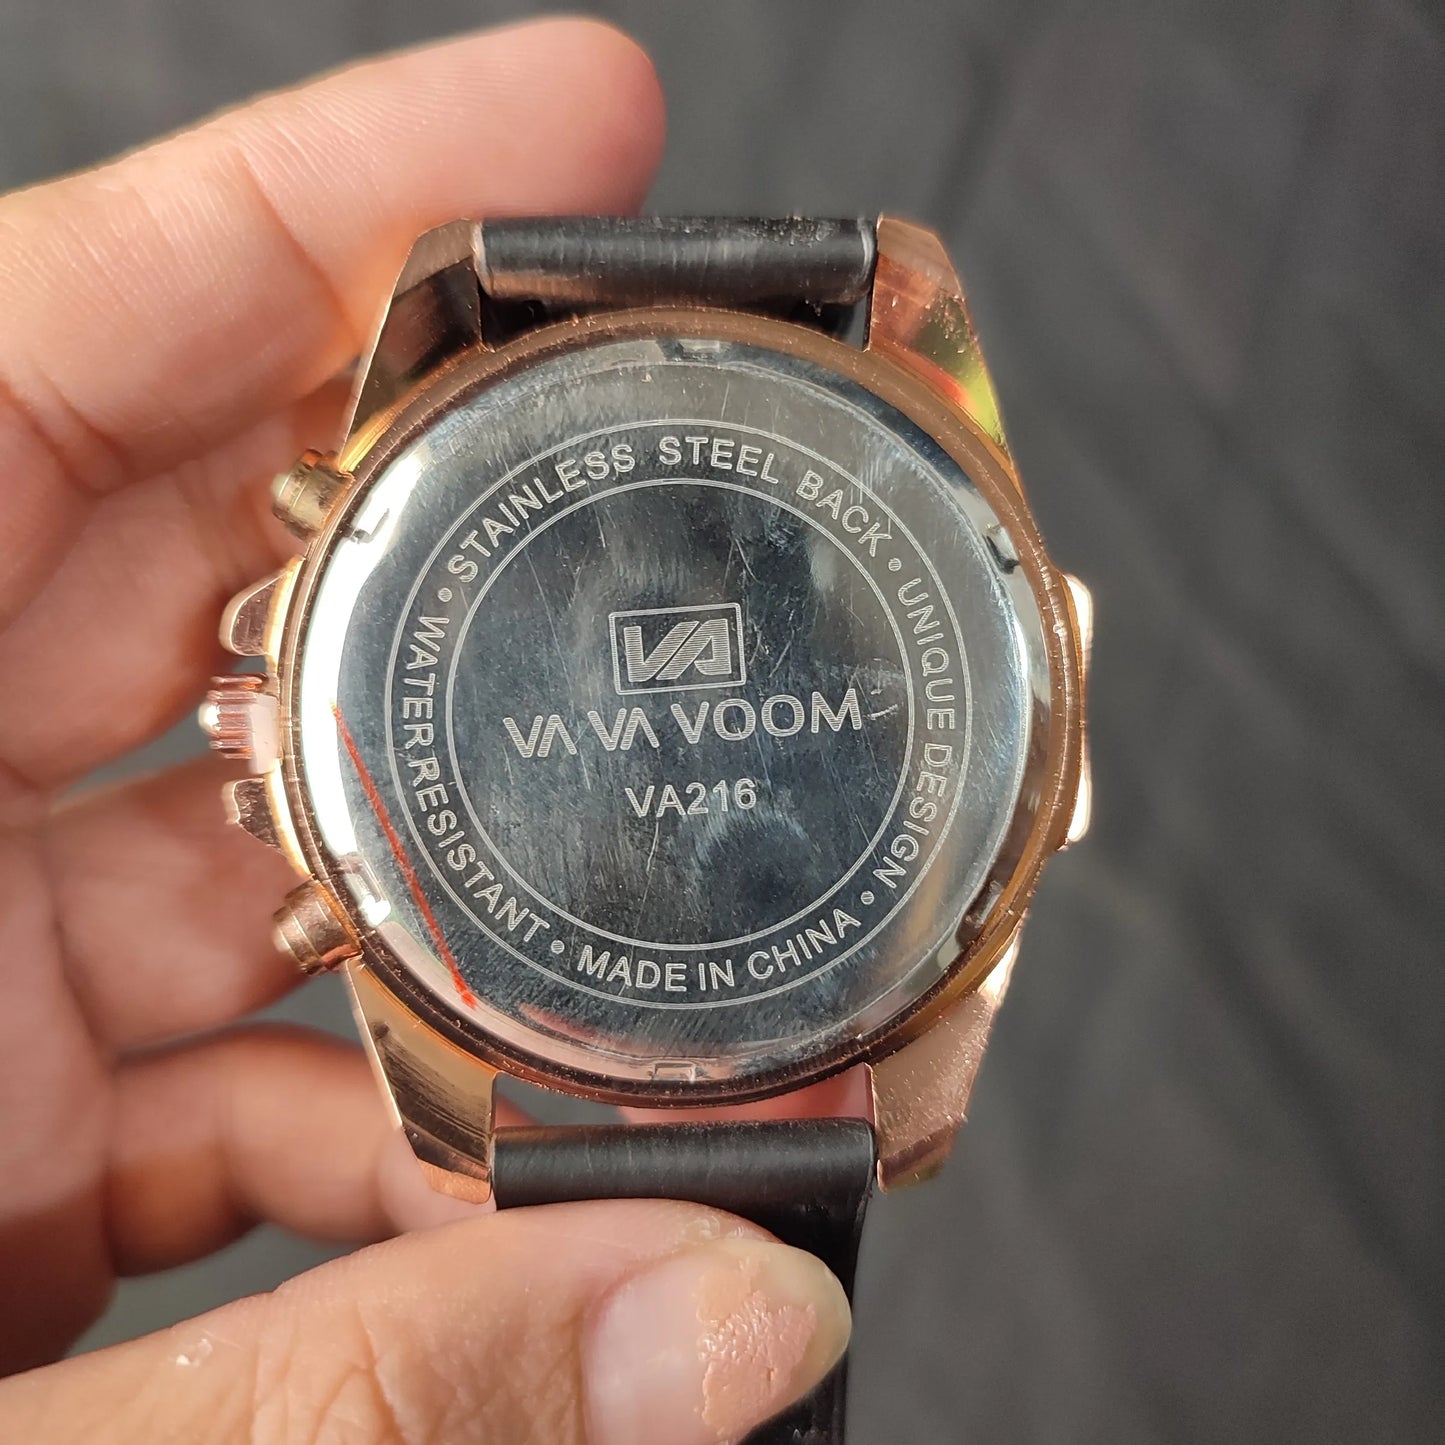 STAINLESS STEEL BACK • UNIQUE DESIGN • MADE IN CHINA • WATER RESISTANT •
VA
VA VA VOOM
VA216